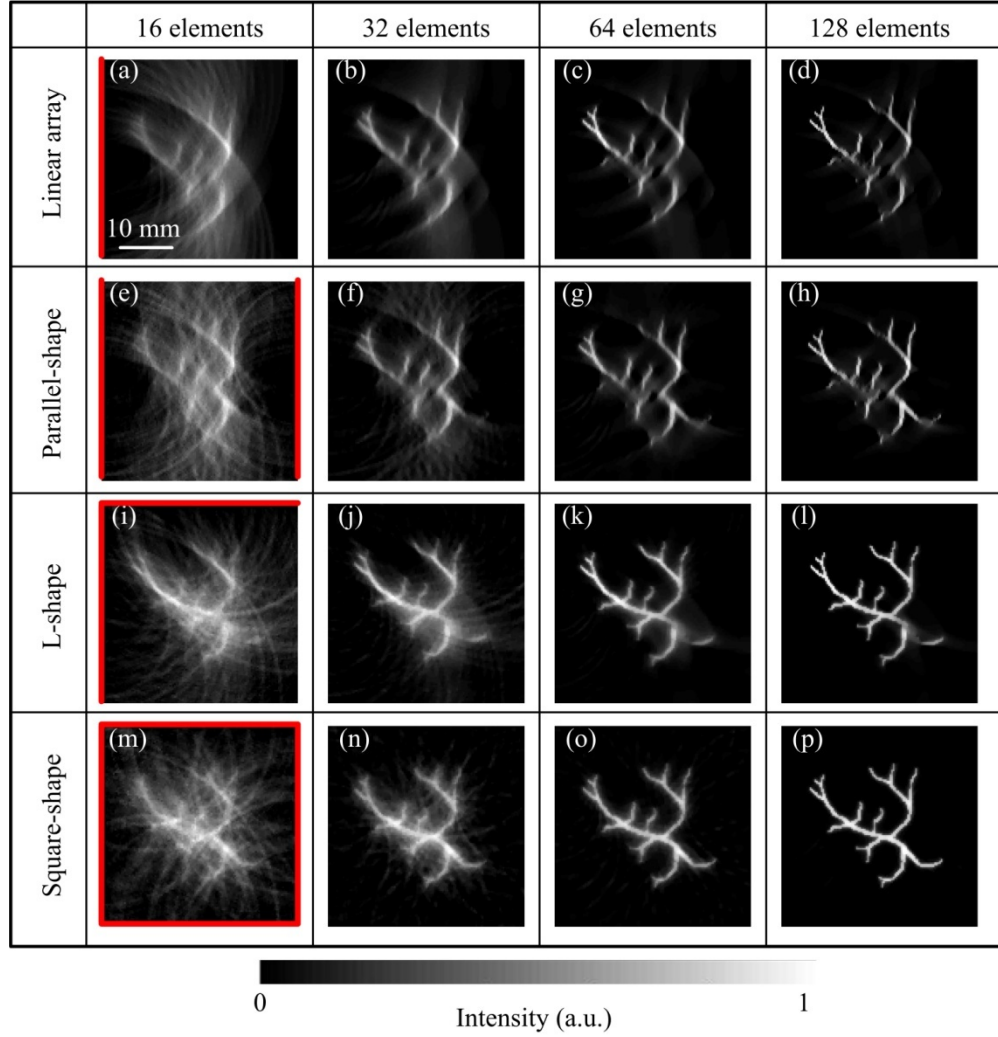 16 elements
32 elements
64 elements
128 elements
Linear array
(a)
(b)
(c)
(d)
10 mm
Parallel-shape
(e)
(f)
(g)
(h)
L-shape
(i)
(j)
(k)
(l)
Square-shape
(m)
(n)
(o)
(p)
0
1
Intensity (a.u.)